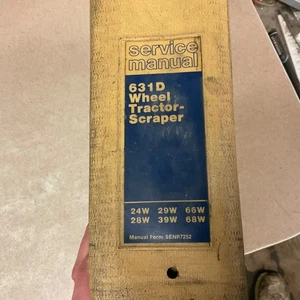 service
manual
631D
Wheel
Tractor-
Scraper
24W 29W 66W
28W 39W 68W
Manual Form SENR7252